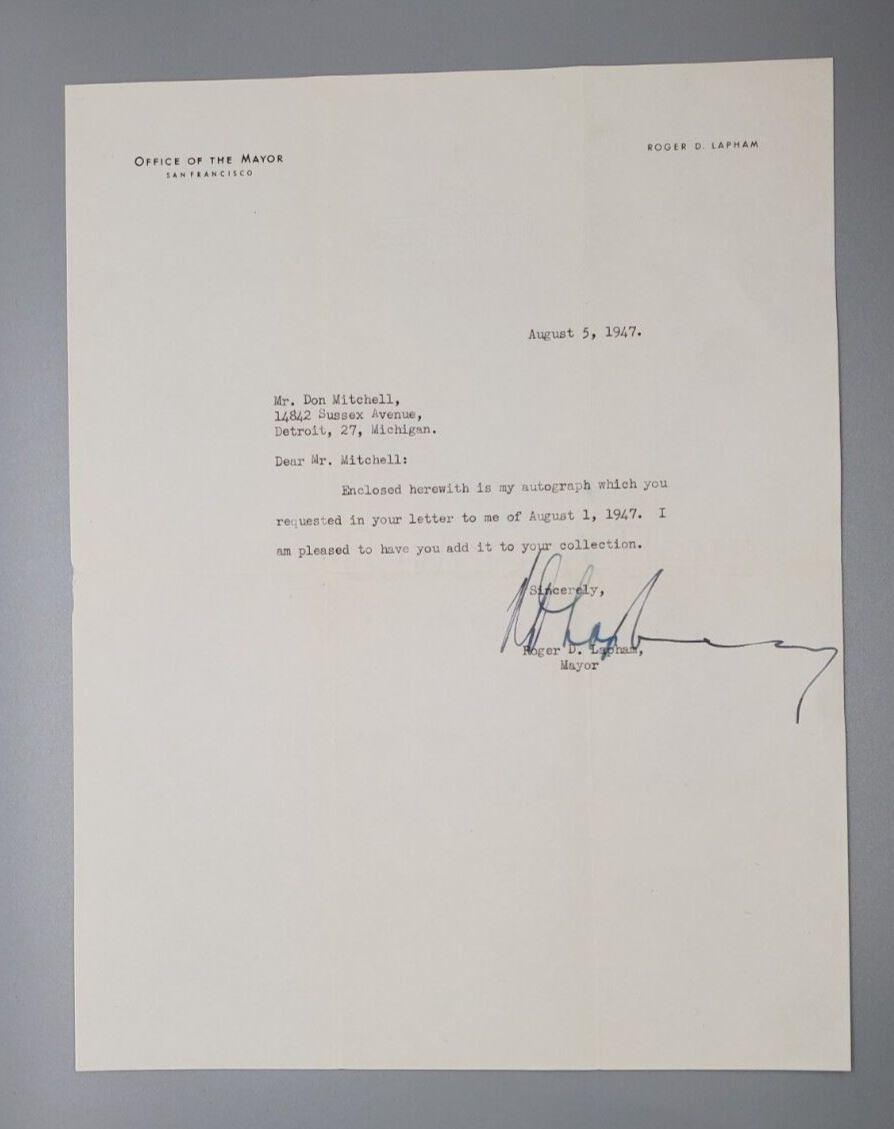 OFFICE OF THE MAYOR
SAN FRANCISCO
ROGER D. LAPHAM
August 5, 1947.
Mr. Don Mitchell,
14842 Sussex Avenue,
Detroit, 27, Michigan.
Dear Mr. Mitchell:
Enclosed herewith is my autograph which you
requested in your letter to me of August 1, 1947. I
am pleased to have you add it to your collection.
Sincerely,
RDLapham
Roger D. Lapham,
Mayor